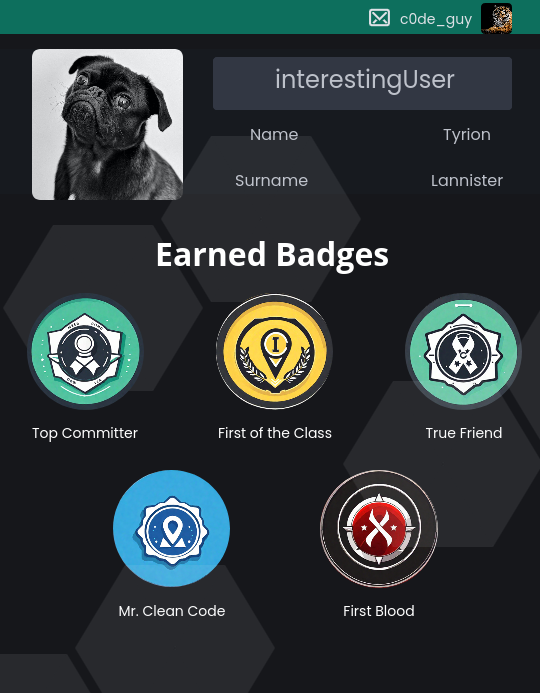 c0de_guy
interestingUser
Name Tyrion
Surname Lannister
Earned Badges
I
Top Committer First of the Class True Friend
Mr. Clean Code First Blood